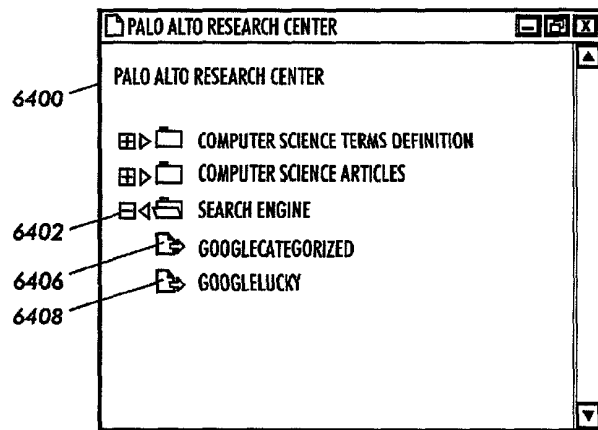 PALO ALTO RESEARCH CENTER
X
PALO ALTO RESEARCH CENTER
6400
COMPUTER SCIENCE TERMS DEFINITION
COMPUTER SCIENCE ARTICLES
SEARCH ENGINE
6402
GOOGLECATEGORIZED
6406
GOOGLELUCKY
6408